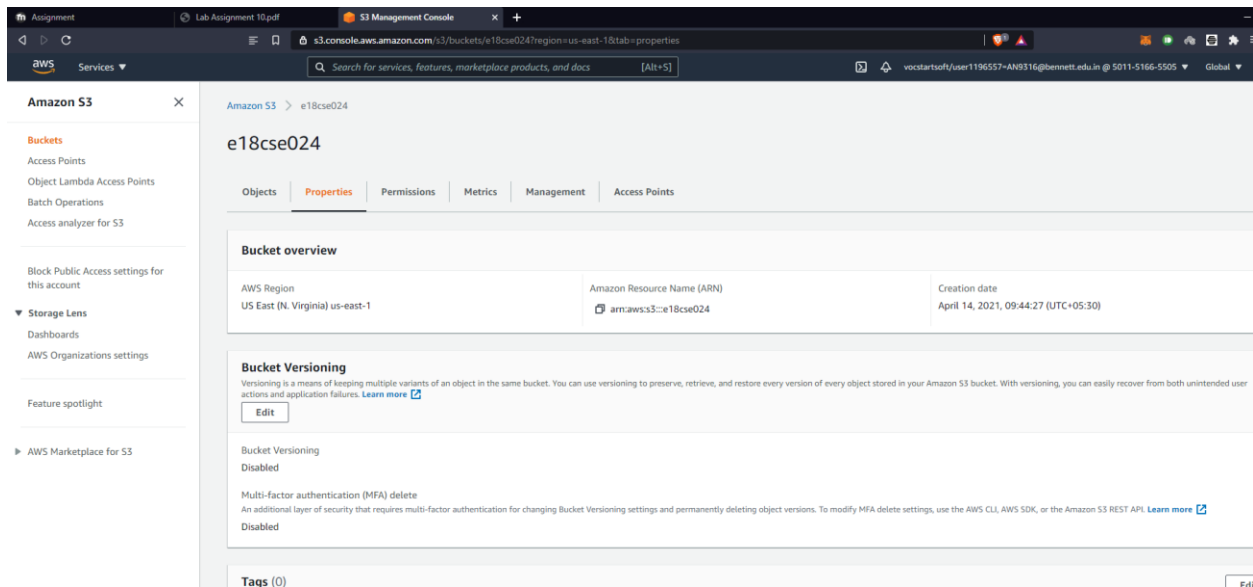 Assignment
Lab Assignment 10.pdf
S3 Management Console
s3.console.aws.amazon.com/s3/buckets/e18cse024?region=us-east-1&tab=properties
aws
Services
Search for services, features, marketplace products, and docs [Alt+S]
vocstartsoft/user1196557=AN9316@bennett.edu.in @ 5011-5166-5505
Global
Amazon S3
Buckets
Access Points
Object Lambda Access Points
Batch Operations
Access analyzer for S3
Block Public Access settings for
this account
Storage Lens
Dashboards
AWS Organizations settings
Feature spotlight
AWS Marketplace for S3
Amazon S3 > e18cse024
e18cse024
Objects
Properties
Permissions
Metrics
Management
Access Points
Bucket overview
AWS Region
US East (N. Virginia) us-east-1
Amazon Resource Name (ARN)
arn:aws:s3:::e18cse024
Creation date
April 14, 2021, 09:44:27 (UTC+05:30)
Bucket Versioning
Versioning is a means of keeping multiple variants of an object in the same bucket. You can use versioning to preserve, retrieve, and restore every version of every object stored in your Amazon S3 bucket. With versioning, you can easily recover from both unintended user
actions and application failures. Learn more
Edit
Bucket Versioning
Disabled
Multi-factor authentication (MFA) delete
An additional layer of security that requires multi-factor authentication for changing Bucket Versioning settings and permanently deleting object versions. To modify MFA delete settings, use the AWS CLI, AWS SDK, or the Amazon S3 REST API. Learn more
Disabled
Tags (0)